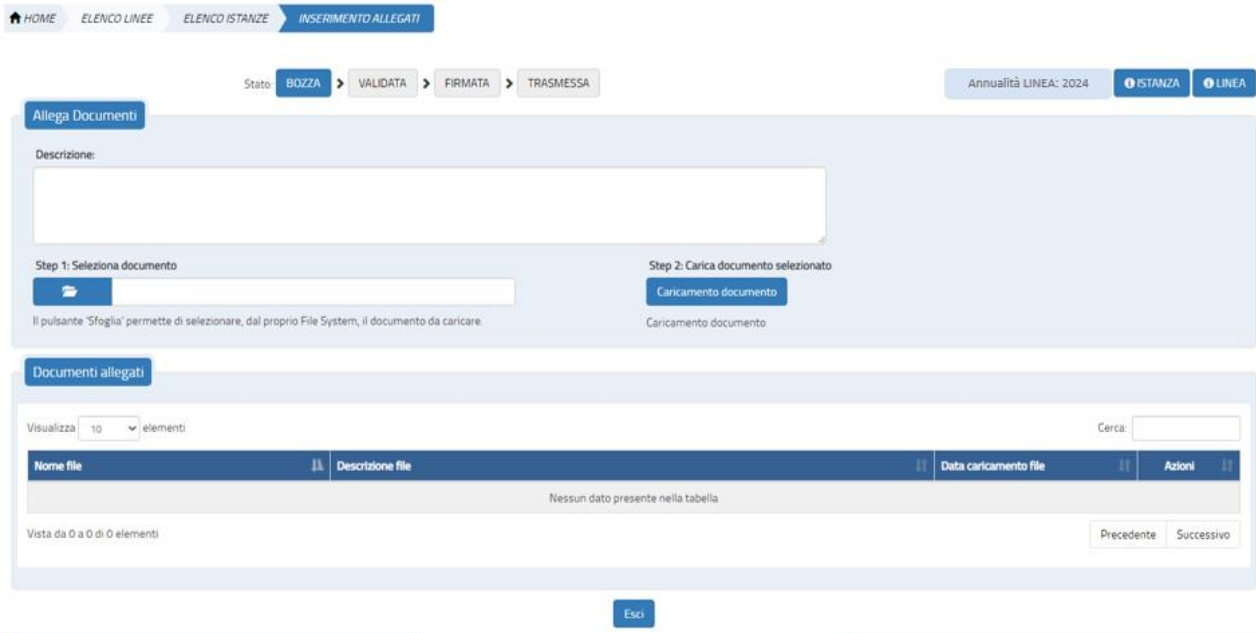 HOME ELENCO LINEE ELENCO ISTANZE INSERIMENTO ALLEGATI
Stato: BOZZA VALIDATA FIRMATA TRASMESSA Annualità LINEA: 2024 ISTANZA LINEA
Allega Documenti
Descrizione:
Step 1: Seleziona documento Step 2: Carica documento selezionato
Caricamento documento
Il pulsante 'Sfoglia' permette di selezionare, dal proprio File System, il documento da caricare. Caricamento documento
Documenti allegati
Visualizza 10 elementi Cerca:
Nome file Descrizione file Data caricamento file Azioni
Nessun dato presente nella tabella
Vista da 0 a 0 di 0 elementi Precedente Successivo
Esci